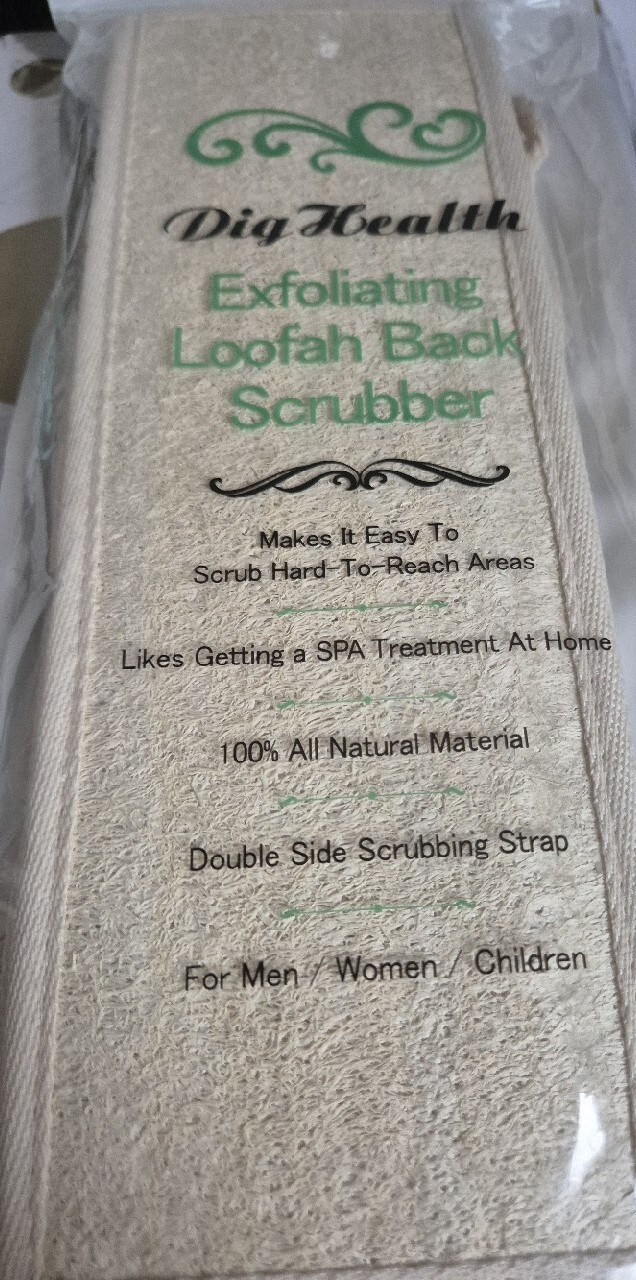 Dig Health
Exfoliating
Loofah Back
Scrubber
Makes It Easy To
Scrub Hard-To-Reach Areas
Likes Getting a SPA Treatment At Home
100% All Natural Material
Double Side Scrubbing Strap
For Men / Women / Children